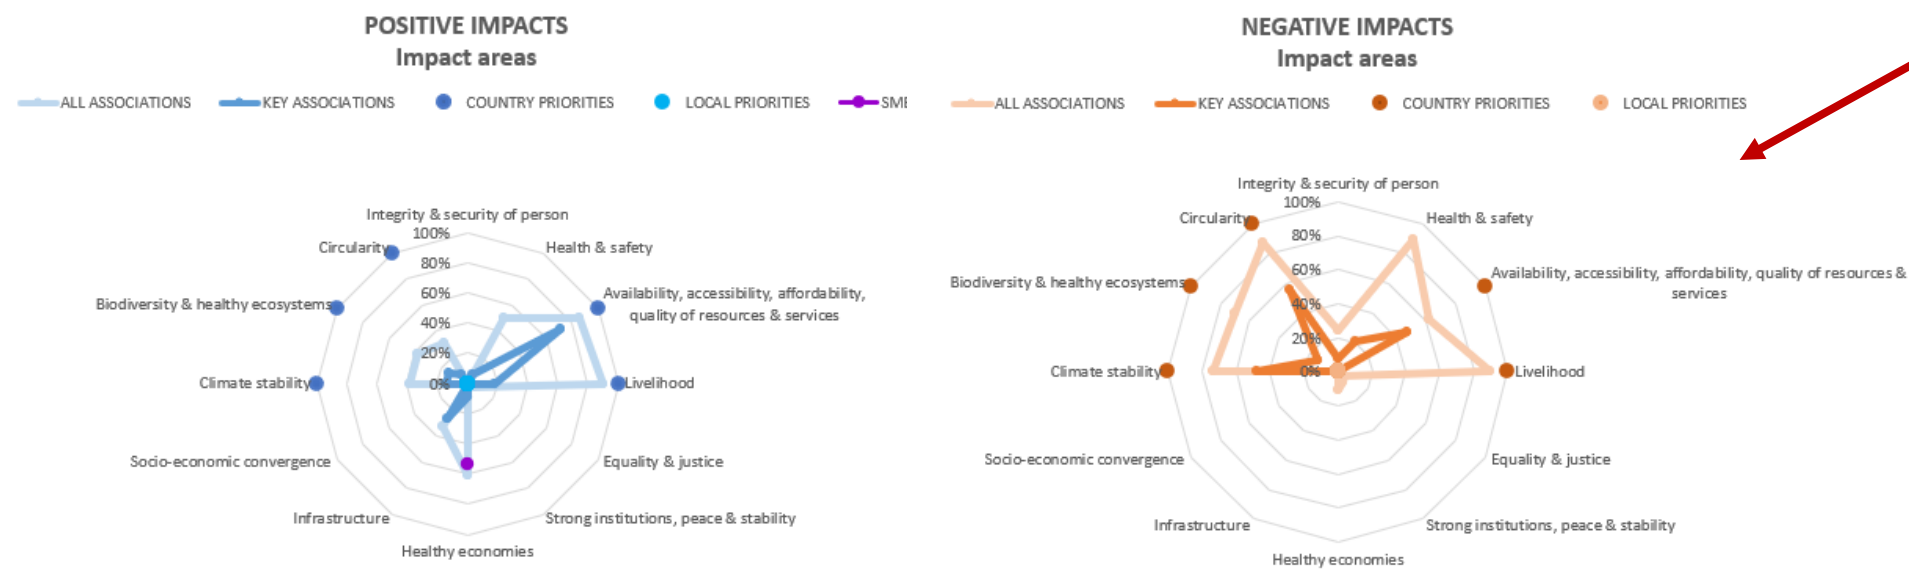 POSITIVE IMPACTS
Impact areas
ALL ASSOCIATIONS
KEY ASSOCIATIONS
COUNTRY PRIORITIES
LOCAL PRIORITIES
SME
Integrity & security of person
100%
Circularity
Health & safety
80%
60%
Biodiversity & healthy ecosystems
Availability, accessibility, affordability,
quality of resources & services
40%
20%
Climate stability
0%
Livelihood
Socio-economic convergence
Equality & justice
Infrastructure
Strong institutions, peace & stability
Healthy economies
NEGATIVE IMPACTS
Impact areas
ALL ASSOCIATIONS
KEY ASSOCIATIONS
COUNTRY PRIORITIES
LOCAL PRIORITIES
Integrity & security of person
100%
Circularity
Health & safety
80%
60%
Biodiversity & healthy ecosystems
Availability, accessibility, affordability, quality of resources &
services
40%
20%
Climate stability
0%
Livelihood
Socio-economic convergence
Equality & justice
Infrastructure
Strong institutions, peace & stability
Healthy economies